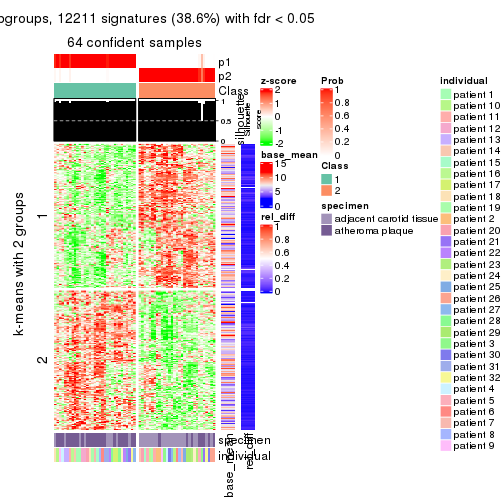 ogroups, 12211 signatures (38.6%) with fdr < 0.05
64 confident samples
p1
p2
Class
1
0.5
0
silhouette
score
Silhouette
k-means with 2 groups
1
2
specimen
individual
base_mean
rel_diff
z-score
2
1
0
-1
-2
base_mean
15
10
5
0
rel_diff
1
0.8
0.6
0.4
0.2
0
Prob
1
0.8
0.6
0.4
0.2
0
Class
1
2
specimen
adjacent carotid tissue
atheroma plaque
individual
patient 1
patient 10
patient 11
patient 12
patient 13
patient 14
patient 15
patient 16
patient 17
patient 18
patient 19
patient 2
patient 20
patient 21
patient 22
patient 23
patient 24
patient 25
patient 26
patient 27
patient 28
patient 29
patient 3
patient 30
patient 31
patient 32
patient 4
patient 5
patient 6
patient 7
patient 8
patient 9